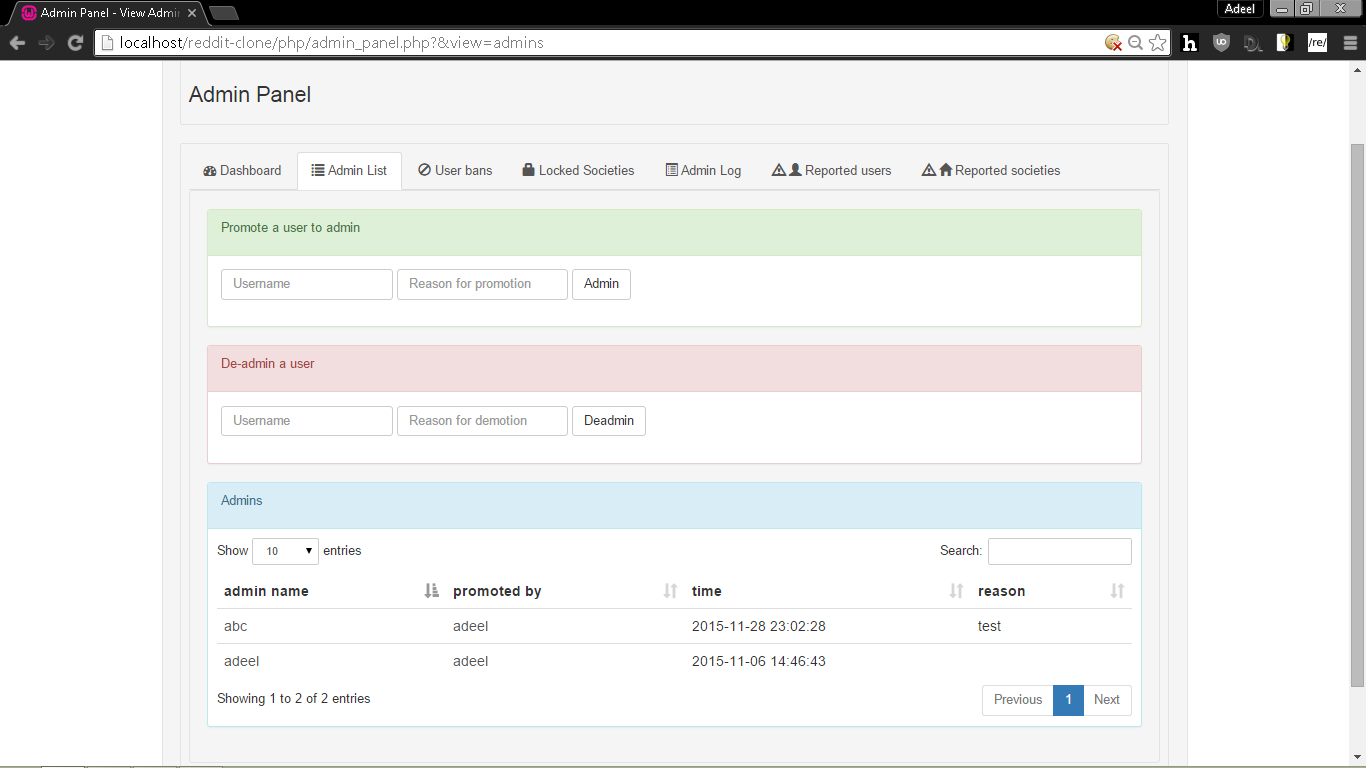 Admin Panel - View Admin
Adeel
localhost/reddit-clone/php/admin_panel.php?&view=admins
h
UD
/re/
Admin Panel
Dashboard Admin List User bans Locked Societies Admin Log Reported users Reported societies
Promote a user to admin
Username Reason for promotion Admin
De-admin a user
Username Reason for demotion Deadmin
Admins
Show 10 entries Search:
admin name promoted by time reason
abc adeel 2015-11-28 23:02:28 test
adeel adeel 2015-11-06 14:46:43
Showing 1 to 2 of 2 entries Previous 1 Next